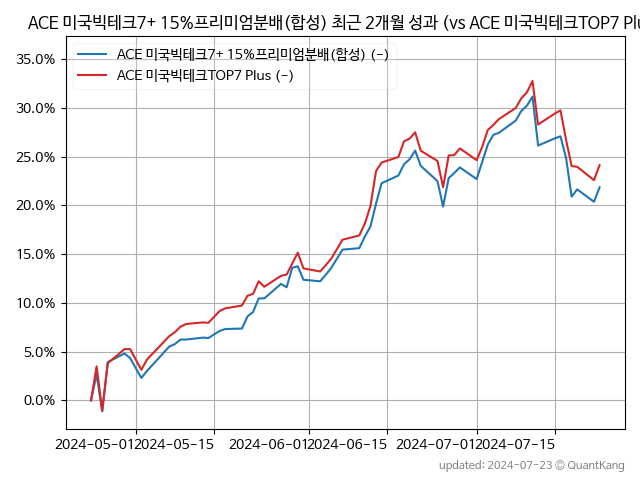 ACE 미국빅테크7+ 15%프리미엄분배(합성) 최근 2개월 성과 (vs ACE 미국빅테크TOP7 Plu
ACE 미국빅테크7+ 15%프리미엄분배(합성) (-)
ACE 미국빅테크TOP7 Plus (-)
35.0%
30.0%
25.0%
20.0%
15.0%
10.0%
5.0%
0.0%
2024-05-01 2024-05-15 2024-06-01 2024-06-15 2024-07-01 2024-07-15
updated: 2024-07-23 © QuantKang